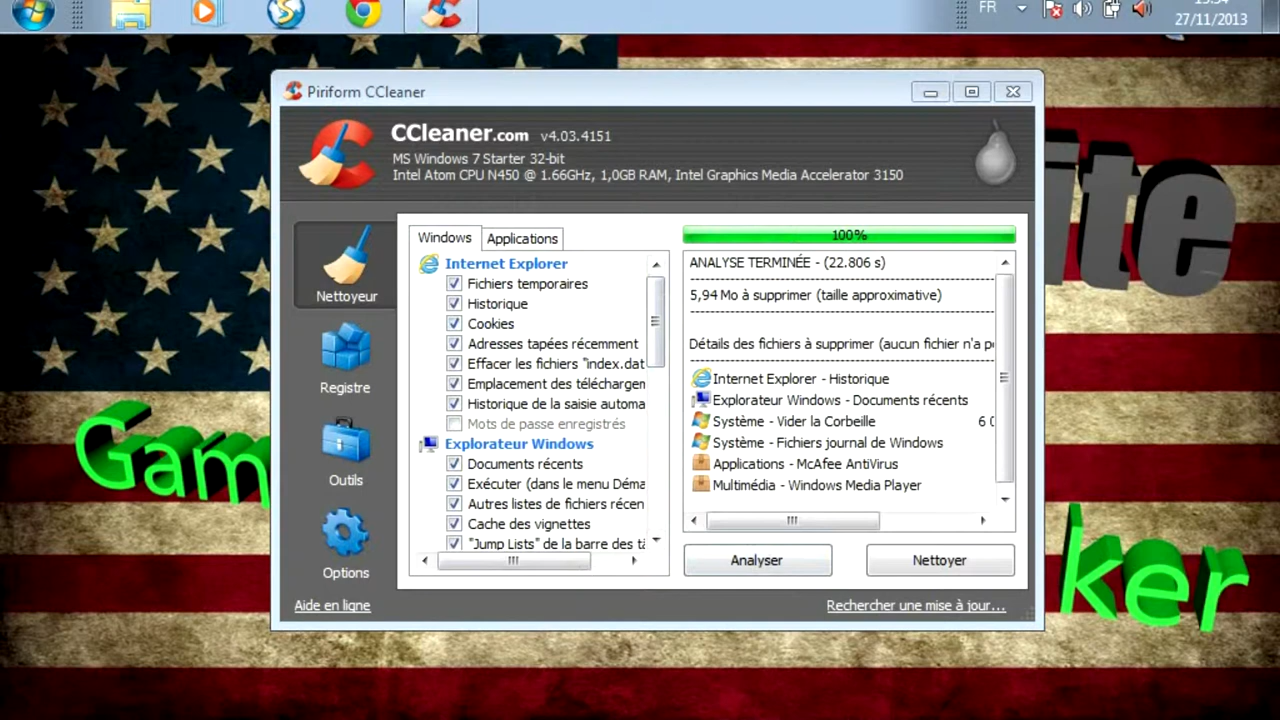 FR
27/11/2013
Piriform CCleaner
CCleaner.com v4.03.4151
MS Windows 7 Starter 32-bit
Intel Atom CPU N450 @ 1.66GHz, 1,0GB RAM, Intel Graphics Media Accelerator 3150
Nettoyeur
Registre
Outils
Options
Windows
Applications
Internet Explorer
Fichiers temporaires
Historique
Cookies
Adresses tapées récemment
Effacer les fichiers "index.dat
Emplacement des téléchargen
Historique de la saisie automa
Mots de passe enregistrés
Explorateur Windows
Documents récents
Exécuter (dans le menu Déma
Autres listes de fichiers récen
Cache des vignettes
"Jump Lists" de la barre des tâ
100%
ANALYSE TERMINÉE - (22.806 s)
5,94 Mo à supprimer (taille approximative)
Détails des fichiers à supprimer (aucun fichier n'a pe
Internet Explorer - Historique
Explorateur Windows - Documents récents
Système - Vider la Corbeille 6 0
Système - Fichiers journal de Windows
Applications - McAfee AntiVirus
Multimédia - Windows Media Player
Analyser
Nettoyer
Aide en ligne
Rechercher une mise à jour...
Gam
ite
ker